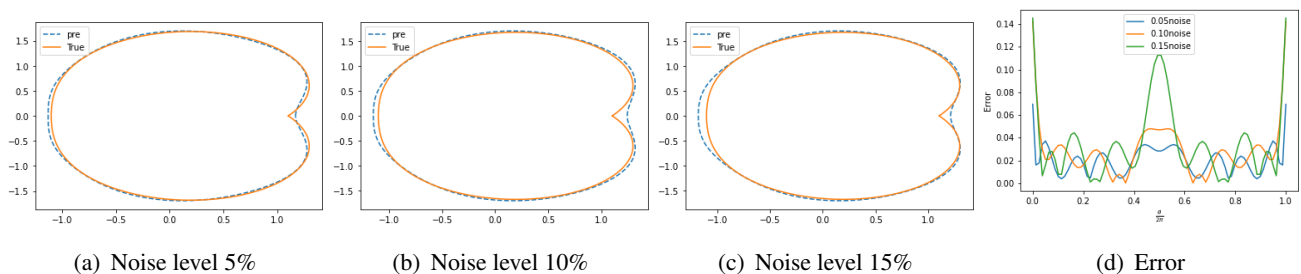 pre
True
1.5
1.0
0.5
0.0
−0.5
−1.0
−1.5
−1.0 −0.5 0.0 0.5 1.0
(a) Noise level 5%
pre
True
1.5
1.0
0.5
0.0
−0.5
−1.0
−1.5
−1.0 −0.5 0.0 0.5 1.0
(b) Noise level 10%
pre
True
1.5
1.0
0.5
0.0
−0.5
−1.0
−1.5
−1.0 −0.5 0.0 0.5 1.0
(c) Noise level 15%
0.05noise
0.10noise
0.15noise
Error
0.14
0.12
0.10
0.08
0.06
0.04
0.02
0.00
0.0 0.2 0.4 0.6 0.8 1.0
θ/2π
(d) Error